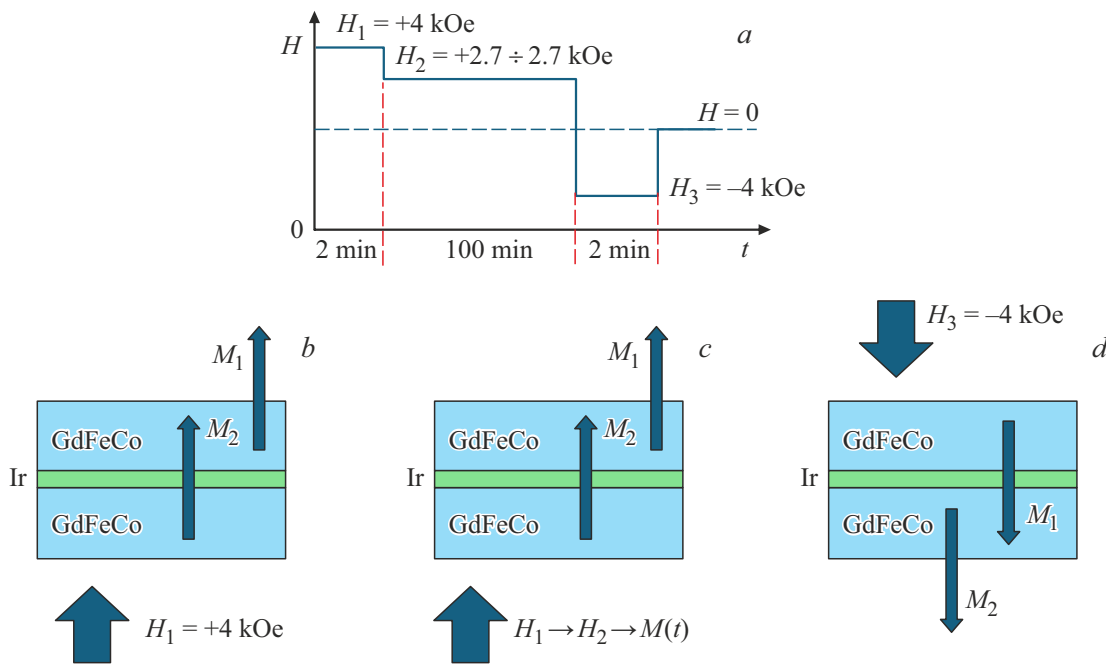 H₁ = +4 kOe
a
H
H₂ = +2.7 ÷ 2.7 kOe
H = 0
H₃ = –4 kOe
0
2 min
100 min
2 min
t
b
M₁
GdFeCo
M₂
Ir
GdFeCo
H₁ = +4 kOe
c
M₁
GdFeCo
M₂
Ir
GdFeCo
H₁ → H₂ → M(t)
H₃ = –4 kOe
d
GdFeCo
Ir
GdFeCo
M₁
M₂